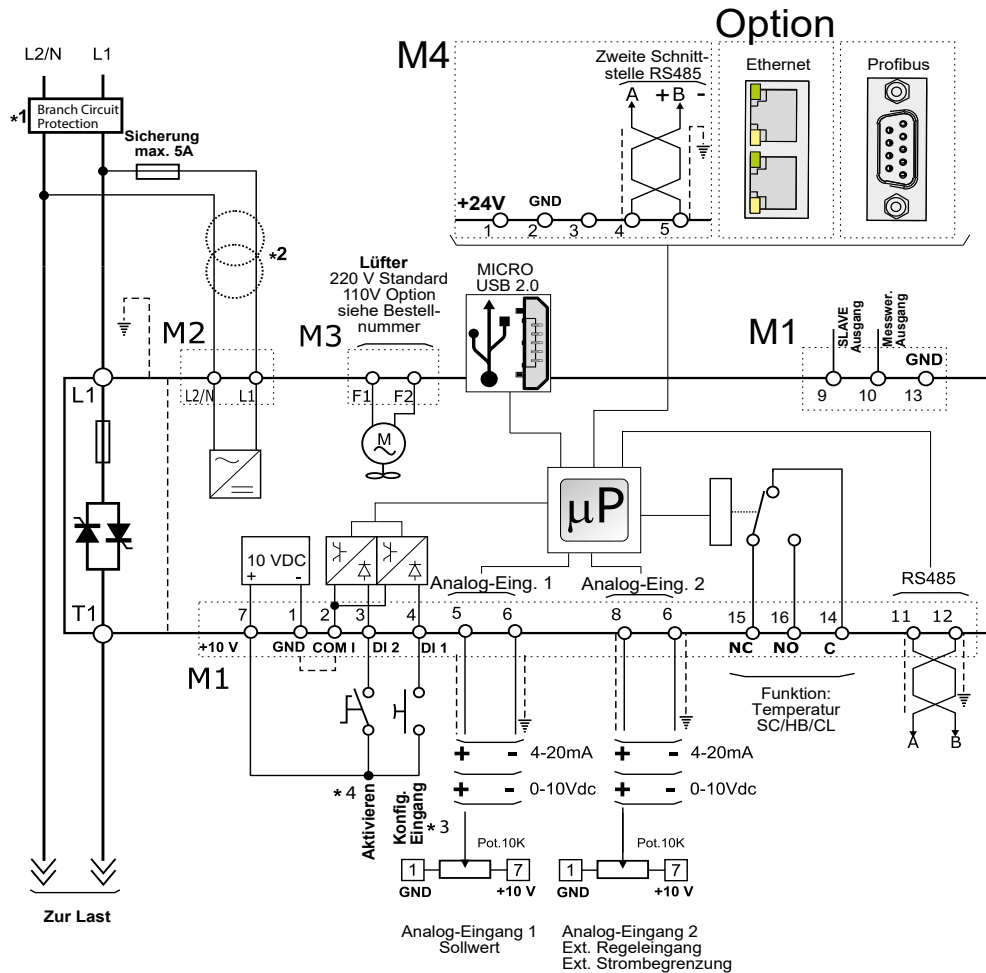 Option
M4
Zweite Schnitt-
stelle RS485
A + B -
Ethernet
Profibus
+24V
GND
1 2 3 4 5
L2/N L1
*1
Branch Circuit
Protection
Sicherung
max. 5A
*2
Lüfter
220 V Standard
110V Option
siehe Bestell-
nummer
MICRO
USB 2.0
M2
M3
M1
SLAVE
Ausgang
Messwer.
Ausgang
GND
9 10 13
L1
L2/N L1
F1 F2
M
µP
T1
10 VDC
+ -
Analog-Eing. 1
Analog-Eing. 2
RS485
7 1 2 3 4 5 6 8 6 15 16 14 11 12
+10 V GND COM I DI 2 DI 1
NC NO C
M1
Funktion:
Temperatur
SC/HB/CL
A B
+ - 4-20mA
+ - 0-10Vdc
+ - 4-20mA
+ - 0-10Vdc
*4
Aktivieren
Konfig.
Eingang
*3
Pot.10K
1 7
GND +10 V
Pot.10K
1 7
GND +10 V
Zur Last
Analog-Eingang 1
Sollwert
Analog-Eingang 2
Ext. Regeleingang
Ext. Strombegrenzung